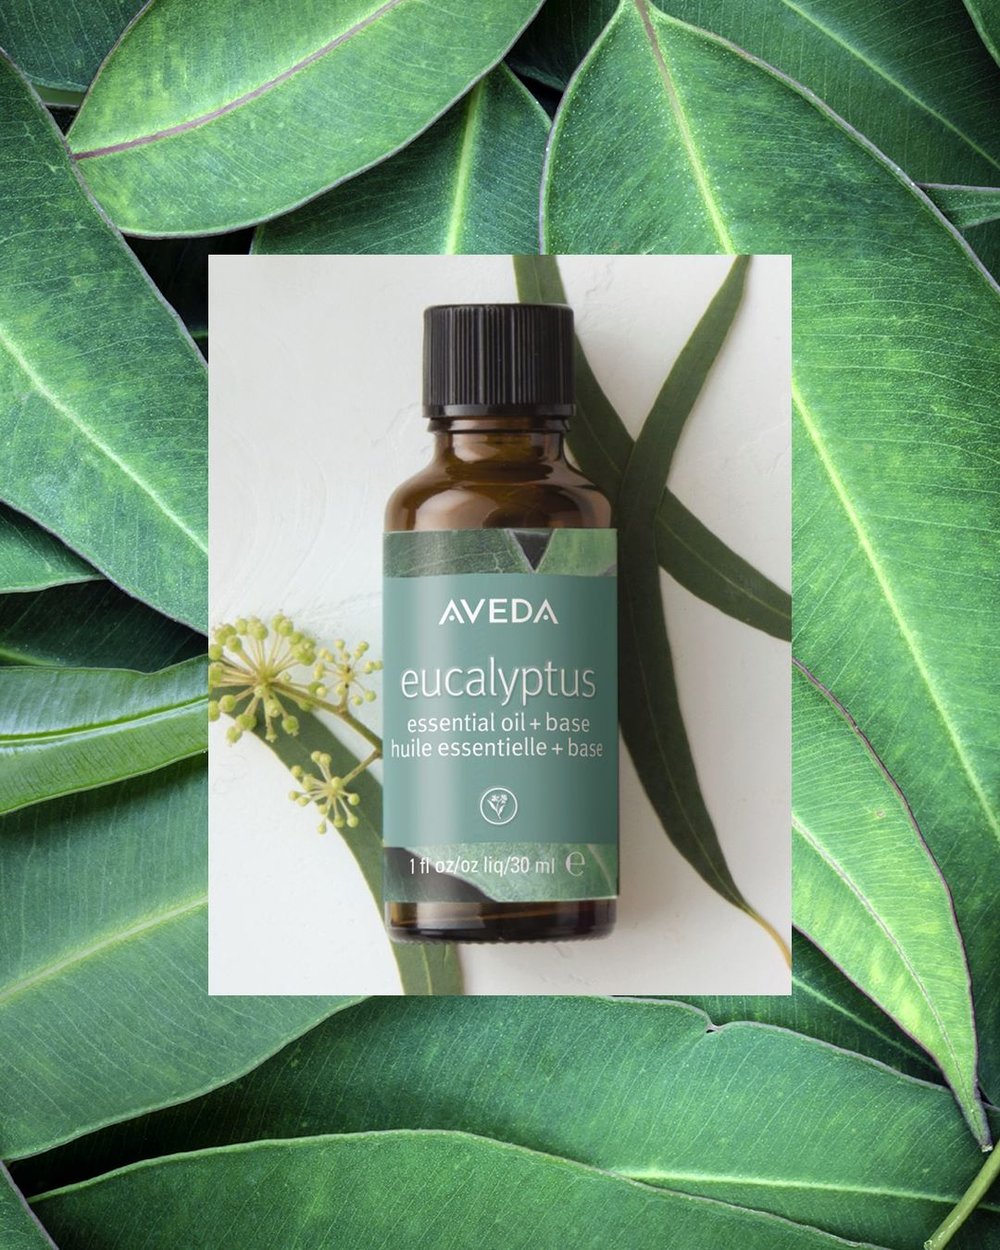 AVEDA
eucalyptus
essential oil + base
huile essentielle + base
1 fl oz/oz liq/30 ml ℮